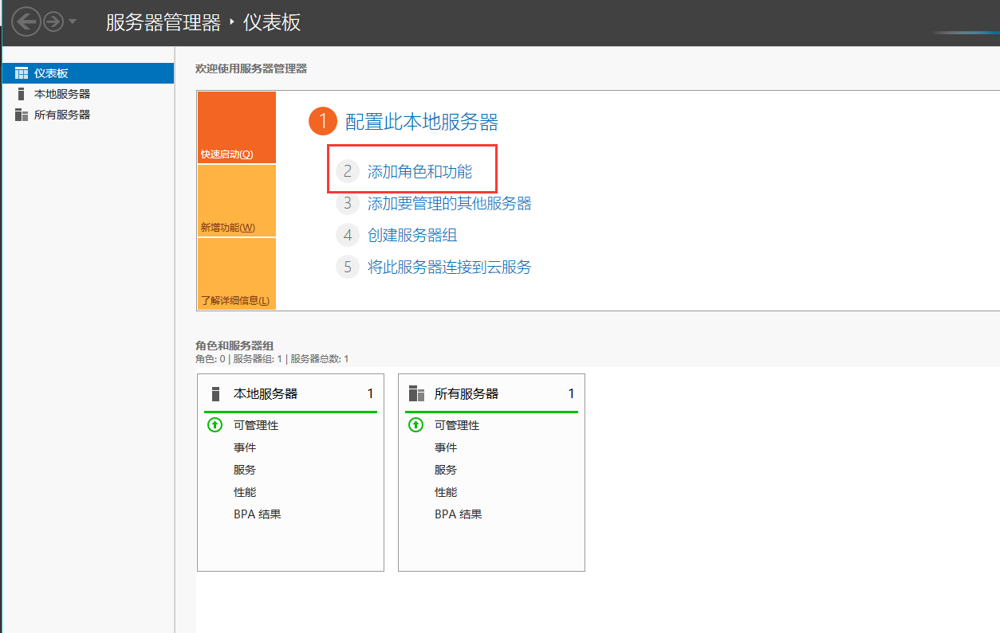 服务器管理器 · 仪表板
仪表板
本地服务器
所有服务器
欢迎使用服务器管理器
快速启动(Q)
新增功能(W)
了解详细信息(L)
1 配置此本地服务器
2 添加角色和功能
3 添加要管理的其他服务器
4 创建服务器组
5 将此服务器连接到云服务
角色和服务器组
角色: 0 | 服务器组: 1 | 服务器总数: 1
本地服务器 1
可管理性
事件
服务
性能
BPA 结果
所有服务器 1
可管理性
事件
服务
性能
BPA 结果